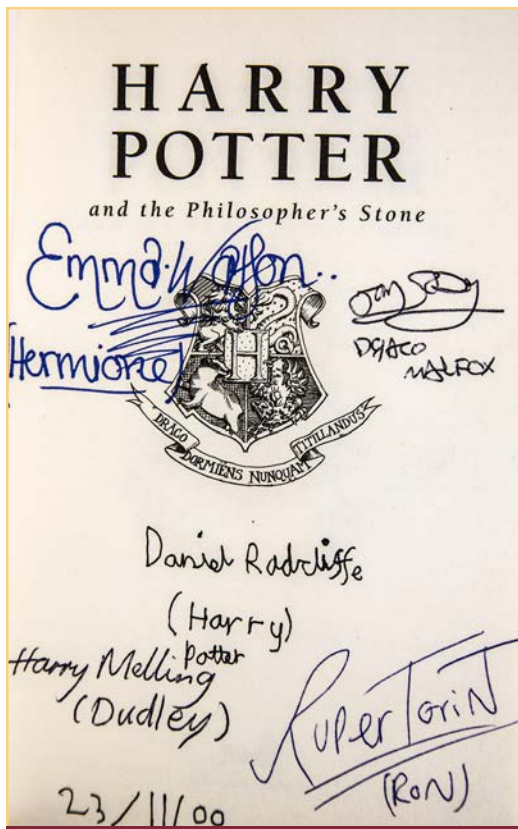 HARRY
POTTER
and the Philosopher's Stone
Emma Watson..
(Hermione)
DRACO
MALFOY
H
DRACO
DORMIENS NUNQUAM
TITILLANDUS
Daniel Radcliffe
(Harry)
Potter
Harry Melling
(Dudley)
Rupert Grint
(RON)
23/11/00